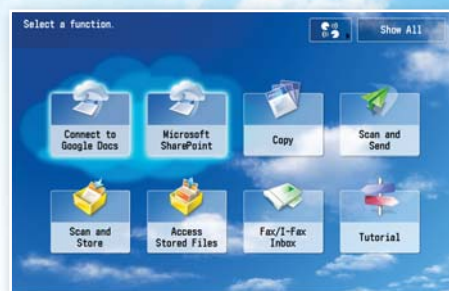 Select a function.
Show All
Connect to
Google Docs
Microsoft
SharePoint
Copy
Scan and
Send
Scan and
Store
Access
Stored Files
Fax/I-Fax
Inbox
Tutorial